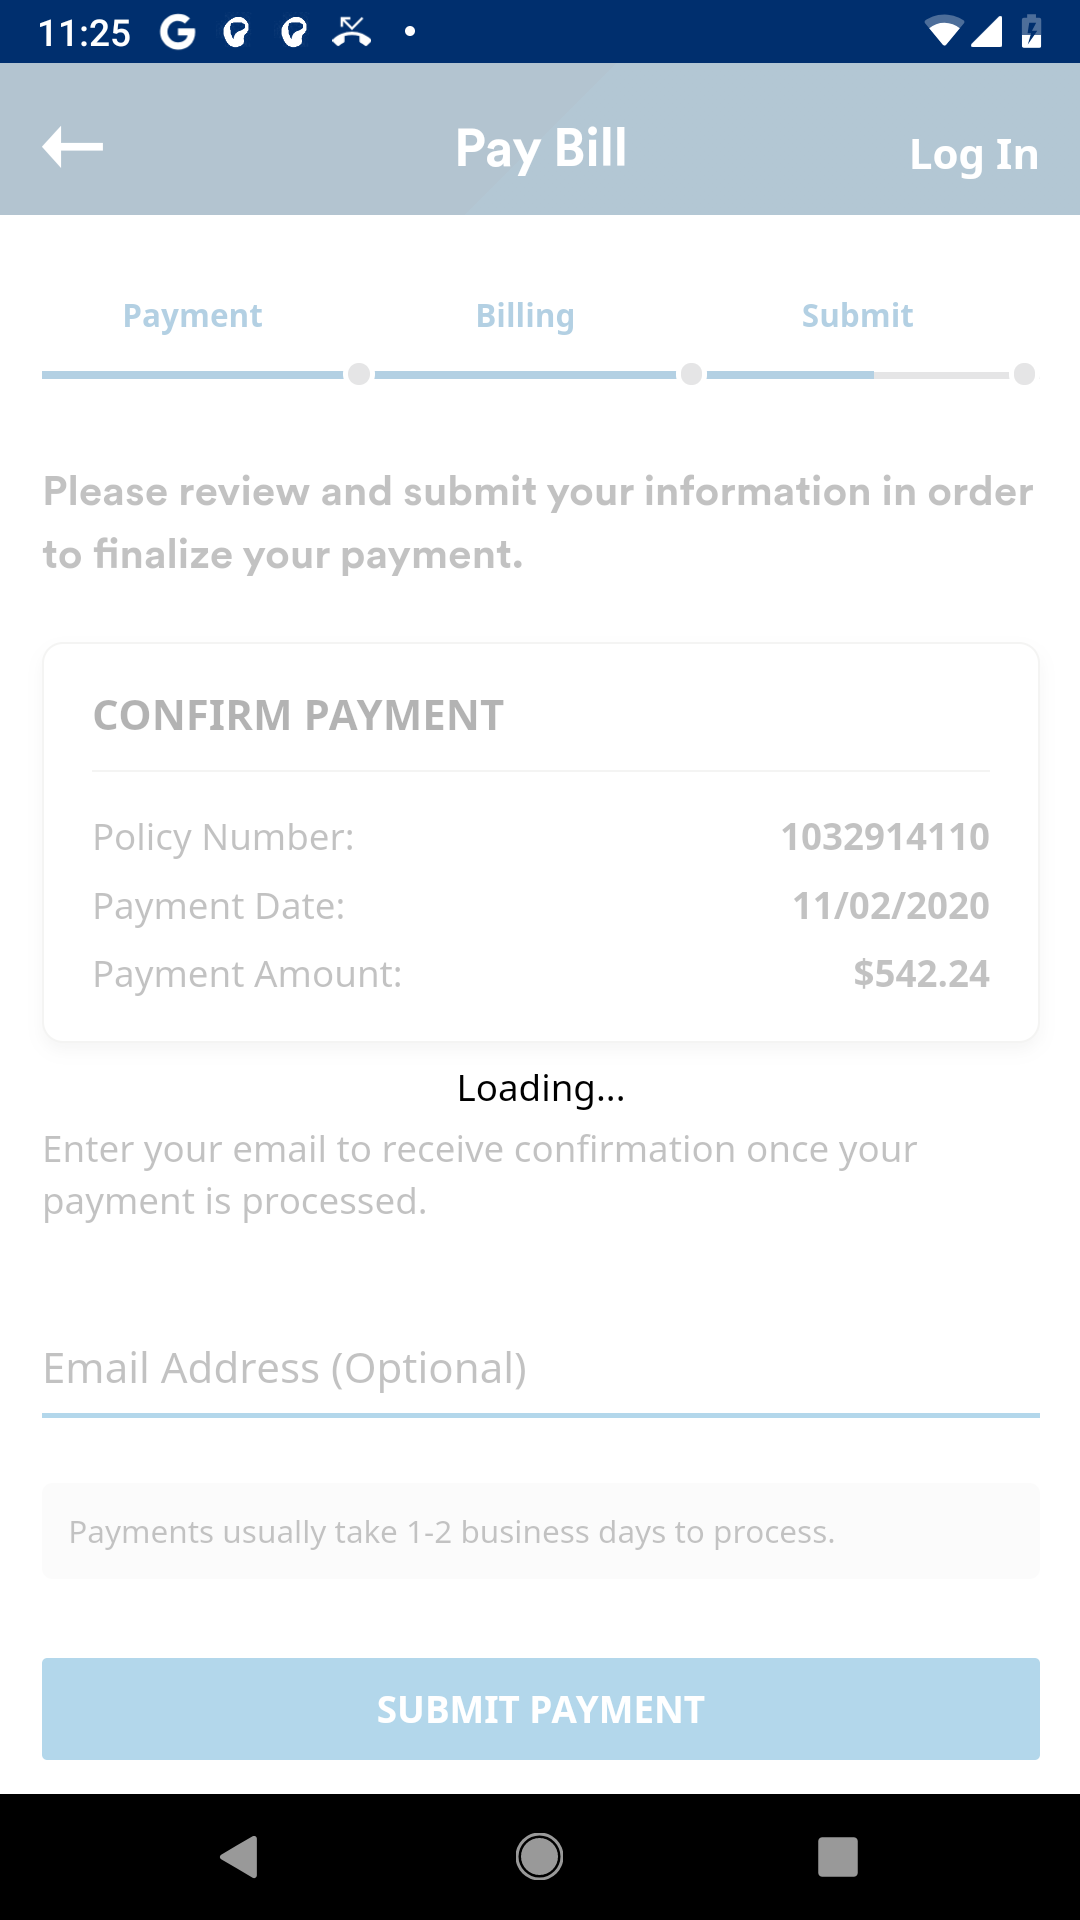 11:25
Pay Bill
Log In
Payment
Billing
Submit
Please review and submit your information in order
to finalize your payment.
CONFIRM PAYMENT
Policy Number: 1032914110
Payment Date: 11/02/2020
Payment Amount: $542.24
Loading...
Enter your email to receive confirmation once your
payment is processed.
Email Address (Optional)
Payments usually take 1-2 business days to process.
SUBMIT PAYMENT